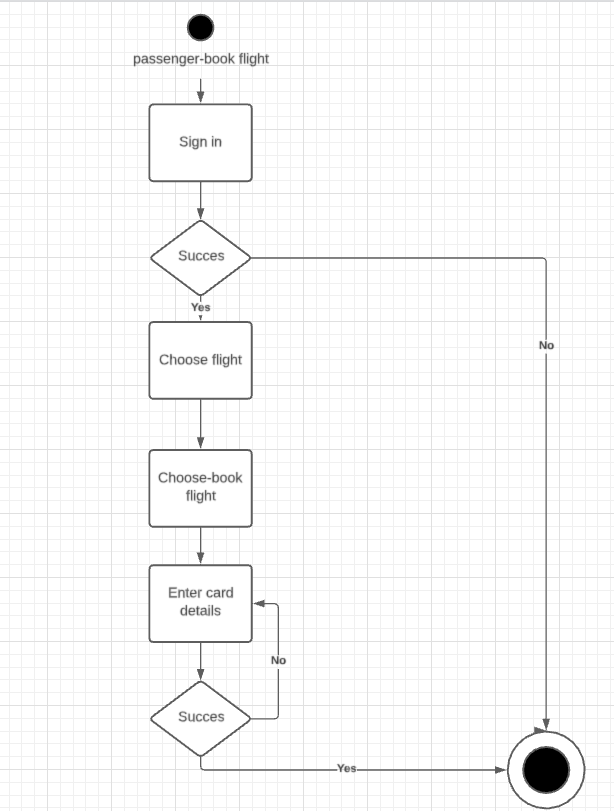 passenger-book flight
Sign in
Succes
Yes
No
Choose flight
Choose-book
flight
Enter card
details
No
Succes
Yes